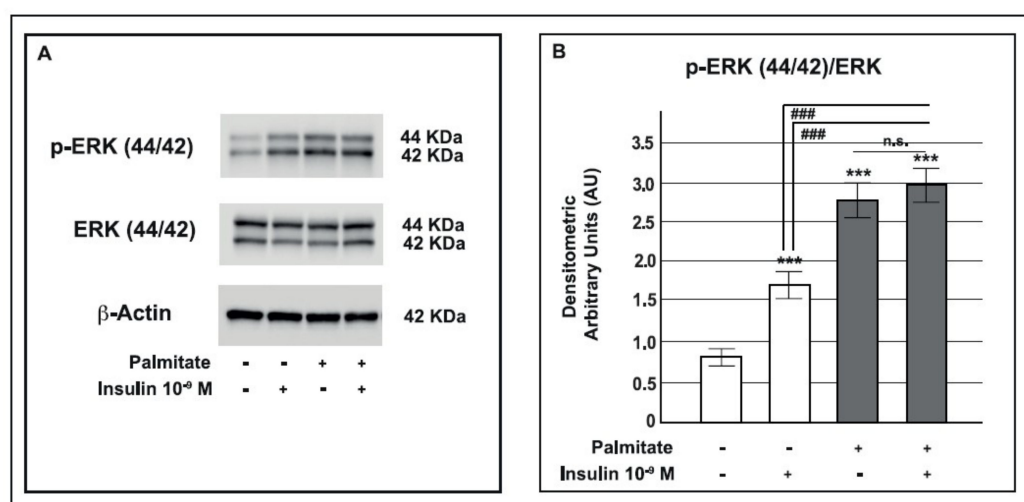 A
p-ERK (44/42)
44 KDa
42 KDa
ERK (44/42)
44 KDa
42 KDa
β-Actin
42 KDa
Palmitate - - + +
Insulin 10⁻⁹ M - + - +
B
p-ERK (44/42)/ERK
Densitometric
Arbitrary Units (AU)
###
###
n.s.
***
***
***
3.5
3.0
2.5
2.0
1.5
1.0
0.5
0
Palmitate - - + +
Insulin 10⁻⁹ M - + - +